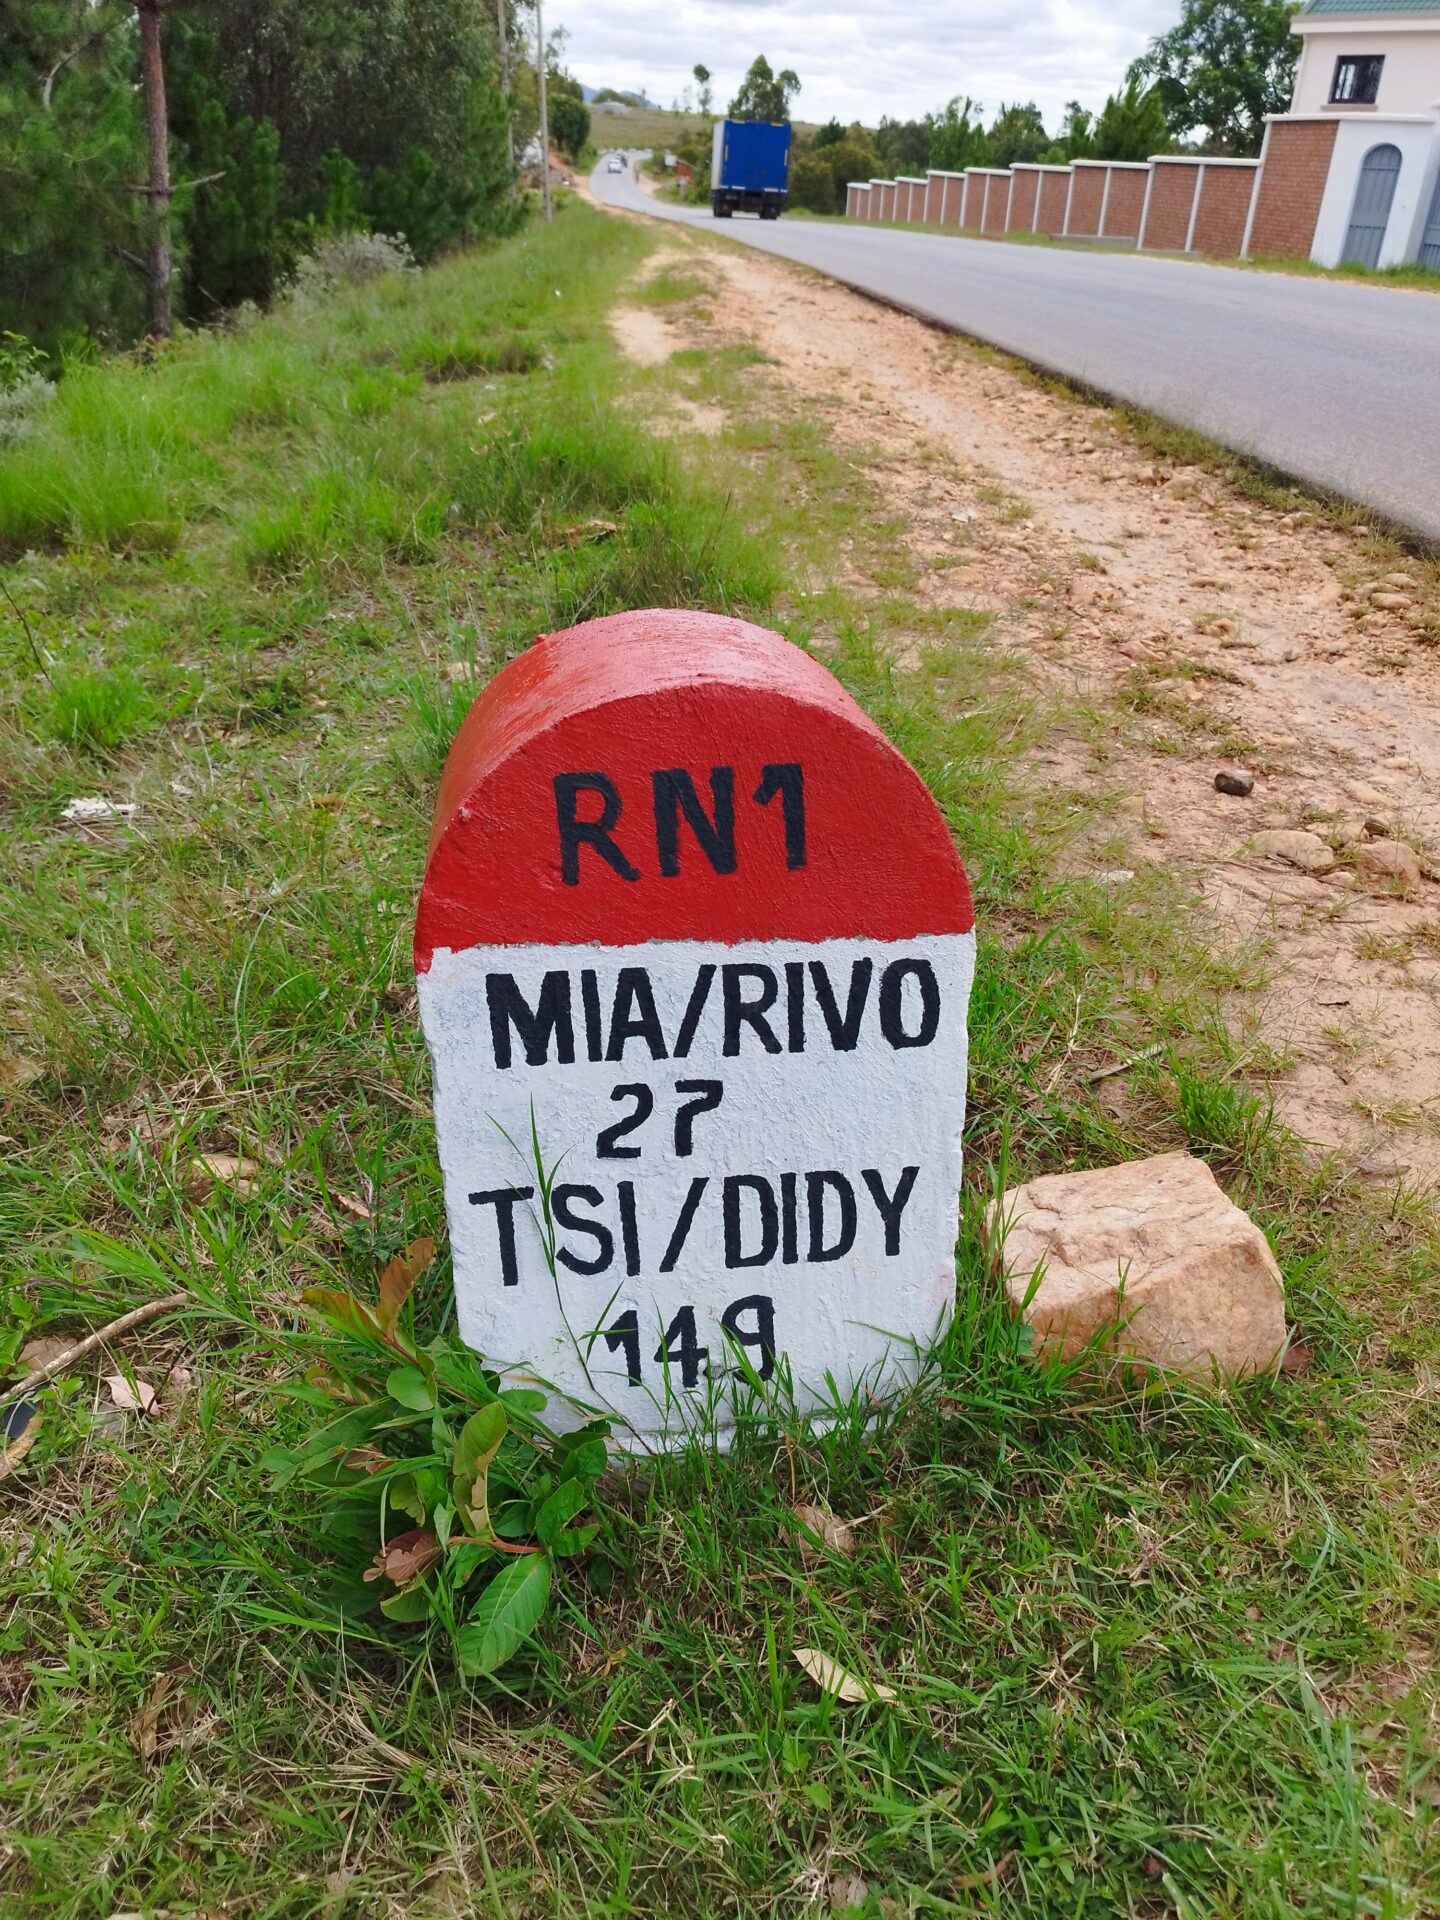 RN1
MIA/RIVO
27
TSI/DIDY
149